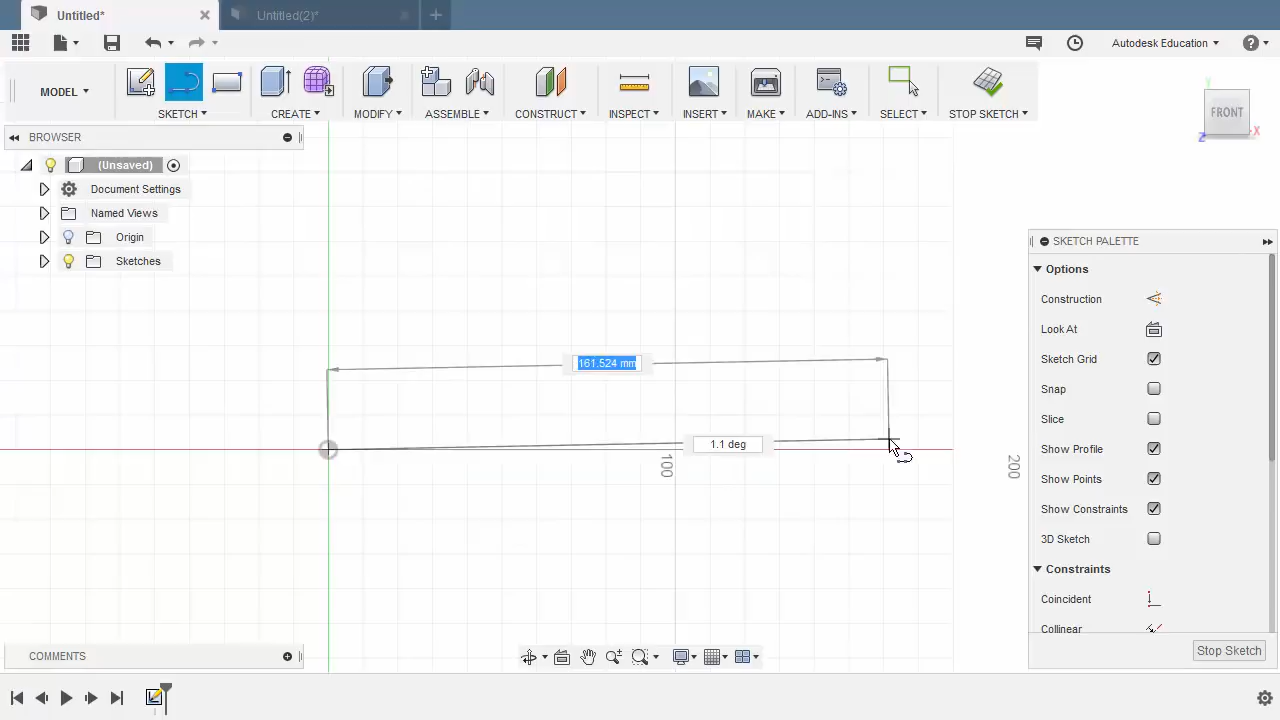 Untitled*
Untitled(2)*
Autodesk Education
MODEL
SKETCH
CREATE
MODIFY
ASSEMBLE
CONSTRUCT
INSPECT
INSERT
MAKE
ADD-INS
SELECT
STOP SKETCH
FRONT
Y
X
Z
BROWSER
(Unsaved)
Document Settings
Named Views
Origin
Sketches
161.524 mm
1.1 deg
100
200
SKETCH PALETTE
Options
Construction
Look At
Sketch Grid
Snap
Slice
Show Profile
Show Points
Show Constraints
3D Sketch
Constraints
Coincident
Collinear
Stop Sketch
COMMENTS